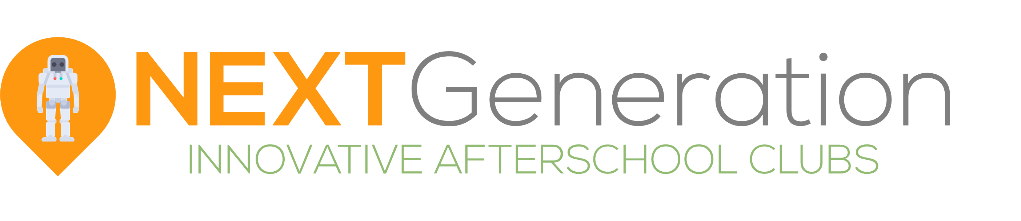 NEXTGeneration
INNOVATIVE AFTERSCHOOL CLUBS